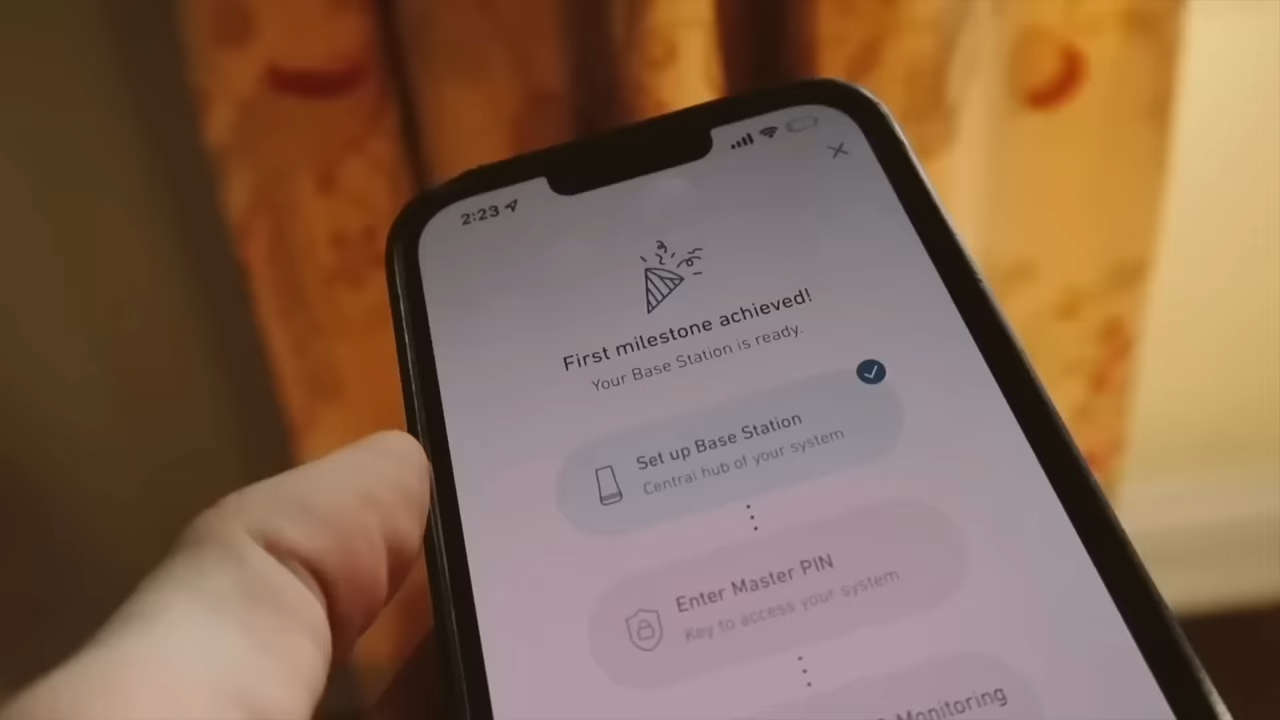 2:23
First milestone achieved!
Your Base Station is ready.
Set up Base Station
Central hub of your system
Enter Master PIN
Key to access your system
Monitoring